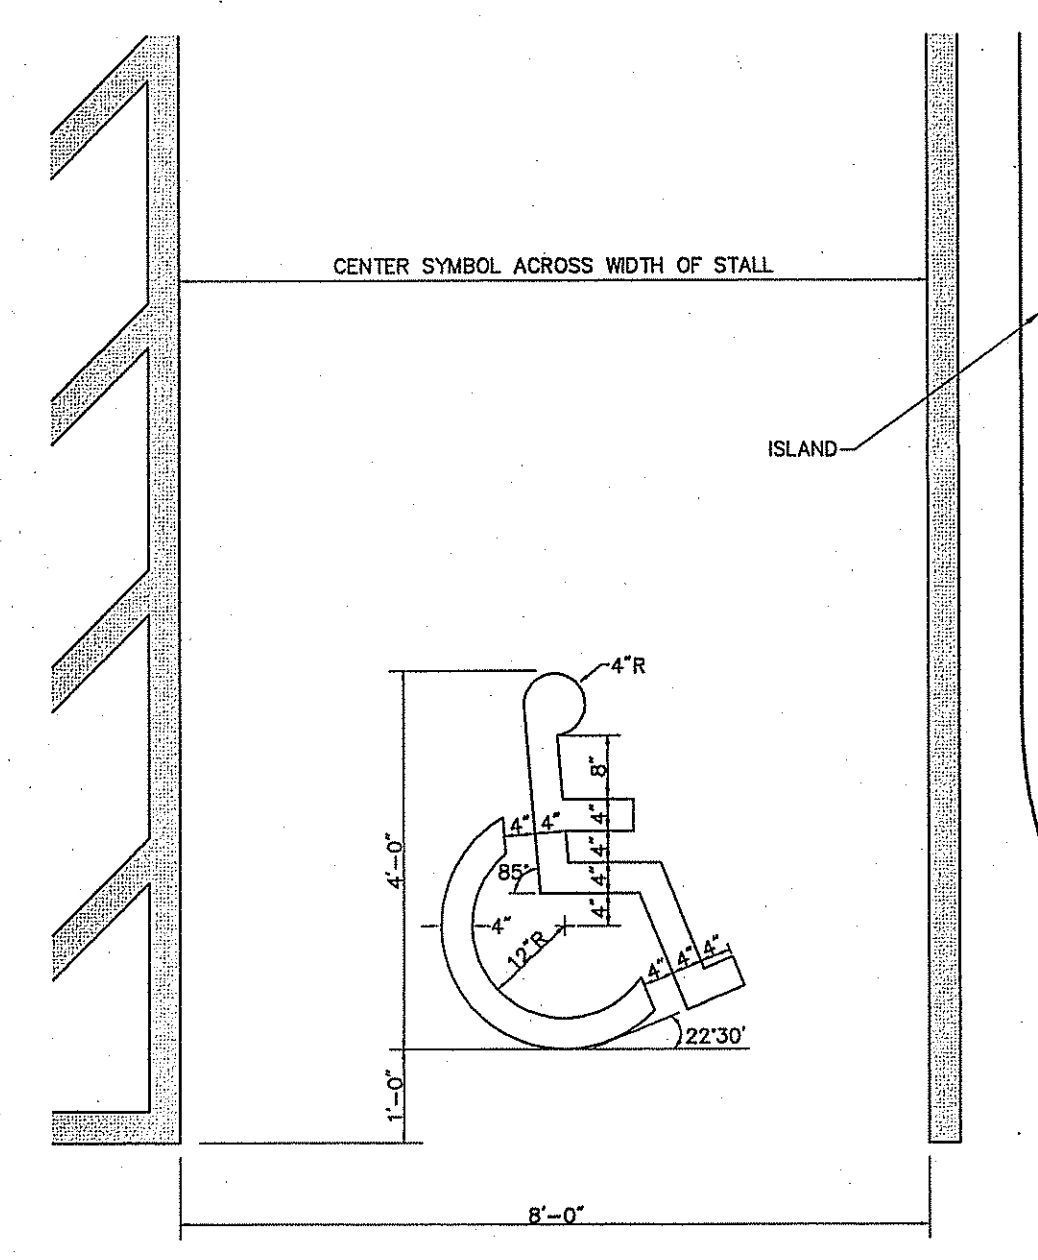 CENTER SYMBOL ACROSS WIDTH OF STALL
ISLAND
4"R
8"
4"
4" 4"
4"
85°
4"
4"
4'-0"
4"
12"R
4" 4" 4"
22°30'
1'-0"
8'-0"